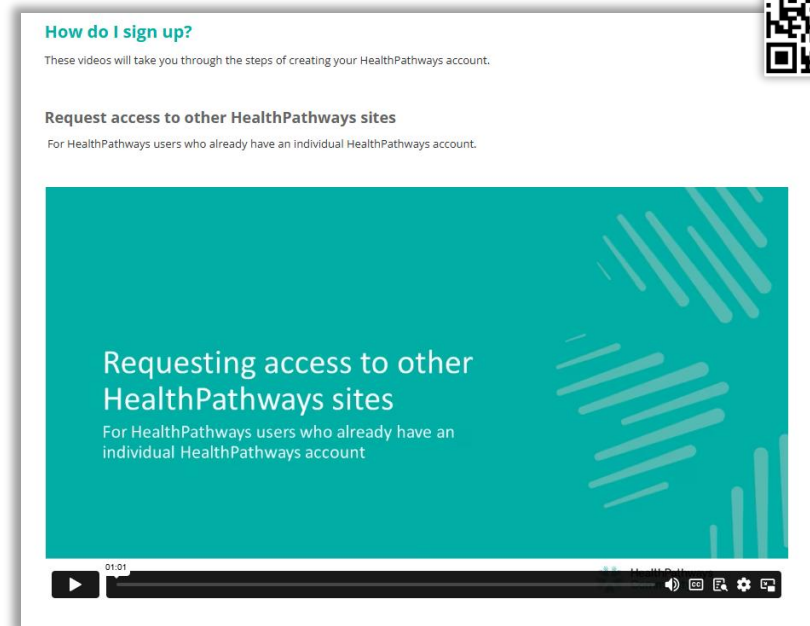 How do I sign up?
These videos will take you through the steps of creating your HealthPathways account.
Request access to other HealthPathways sites
For HealthPathways users who already have an individual HealthPathways account.
Requesting access to other
HealthPathways sites
For HealthPathways users who already have an
individual HealthPathways account
01:01
HealthPathways
CC